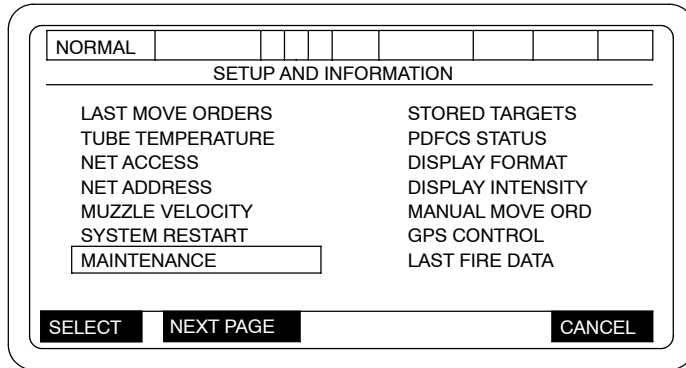 NORMAL
SETUP AND INFORMATION
LAST MOVE ORDERS STORED TARGETS
TUBE TEMPERATURE PDFCS STATUS
NET ACCESS DISPLAY FORMAT
NET ADDRESS DISPLAY INTENSITY
MUZZLE VELOCITY MANUAL MOVE ORD
SYSTEM RESTART GPS CONTROL
MAINTENANCE LAST FIRE DATA
SELECT NEXT PAGE CANCEL